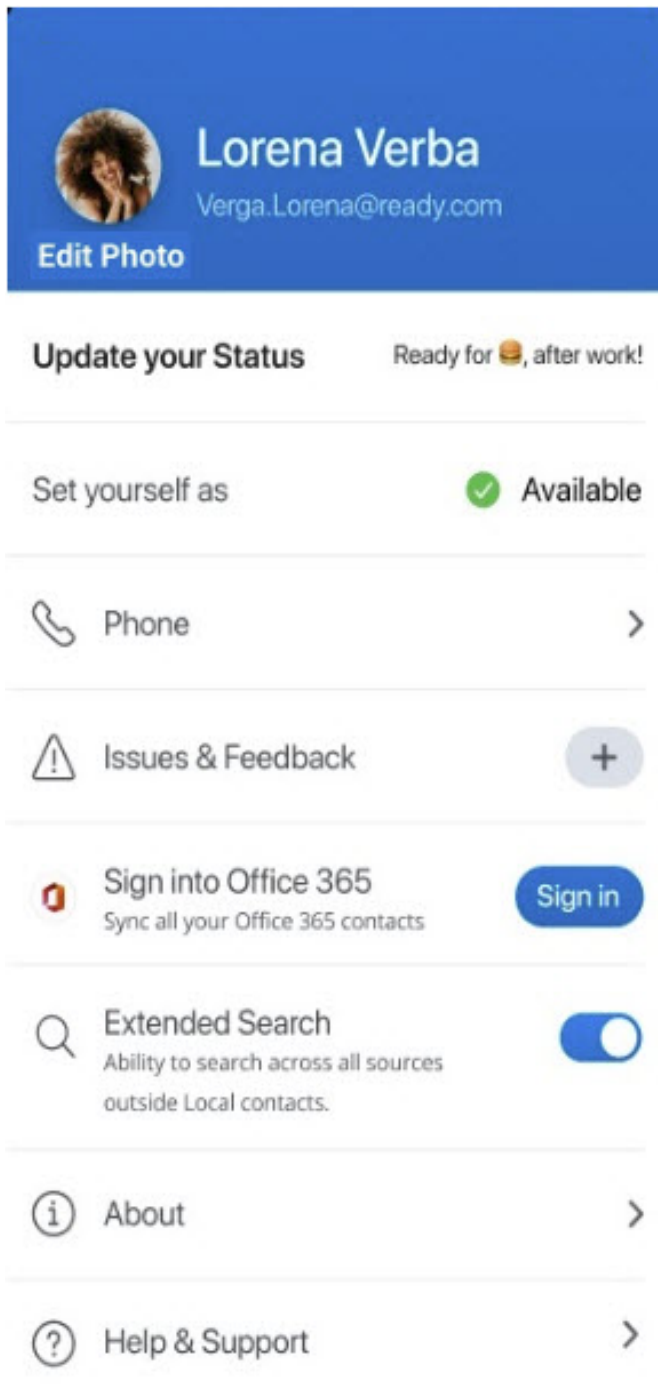 Lorena Verba
Verga.Lorena@ready.com
Edit Photo
Update your Status
Ready for 🍔, after work!
Set yourself as
Available
Phone
Issues & Feedback
Sign into Office 365
Sync all your Office 365 contacts
Sign in
Extended Search
Ability to search across all sources
outside Local contacts.
About
Help & Support